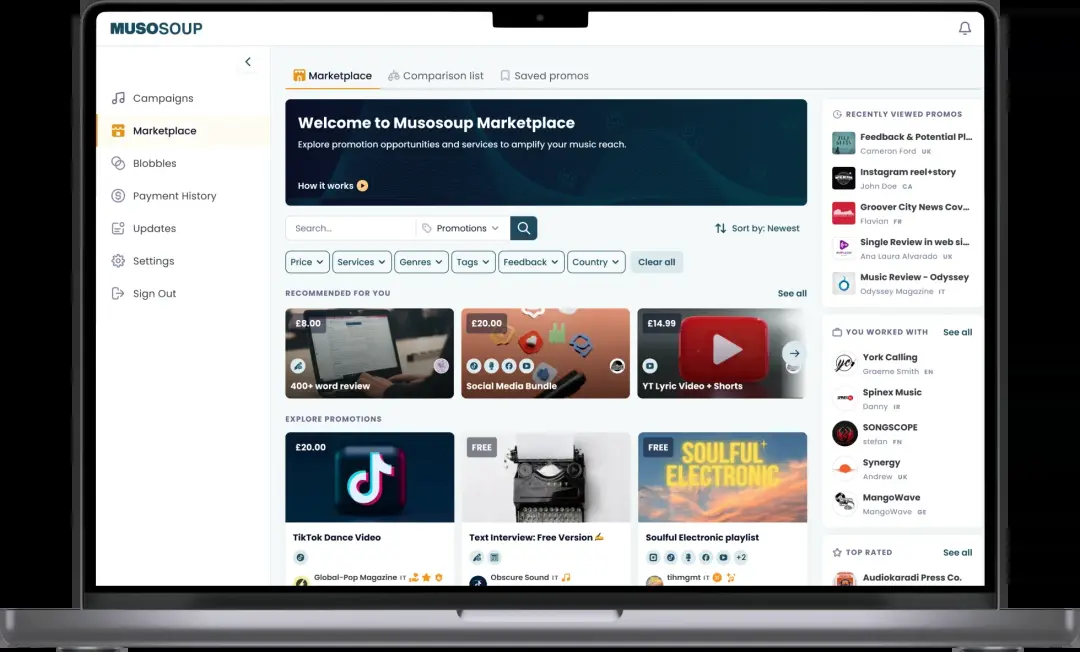 MUSOSOUP
Campaigns
Marketplace
Blobbles
Payment History
Updates
Settings
Sign Out
Marketplace
Comparison list
Saved promos
Welcome to Musosoup Marketplace
Explore promotion opportunities and services to amplify your music reach.
How it works
Search...
Promotions
Sort by: Newest
Price
Services
Genres
Tags
Feedback
Country
Clear all
RECOMMENDED FOR YOU
See all
£8.00
400+ word review
£20.00
Social Media Bundle
£14.99
YT Lyric Video + Shorts
EXPLORE PROMOTIONS
£20.00
TikTok Dance Video
Global-Pop Magazine IT
FREE
Text Interview: Free Version✍️
Obscure Sound IT
FREE
SOULFUL
ELECTRONIC
Soulful Electronic playlist
+2
tihmgmt IT
RECENTLY VIEWED PROMOS
Feedback & Potential Pl...
Cameron Ford UK
Instagram reel+story
John Doe CA
Groover City News Cov...
Flavian FR
Single Review in web si...
Ana Laura Alvarado UK
Music Review - Odyssey
Odyssey Magazine IT
YOU WORKED WITH
See all
York Calling
Graeme Smith EN
Spinex Music
Danny IR
SONGSCOPE
stefan FN
Synergy
Andrew UK
MangoWave
MangoWave GE
TOP RATED
See all
Audiokaradi Press Co.